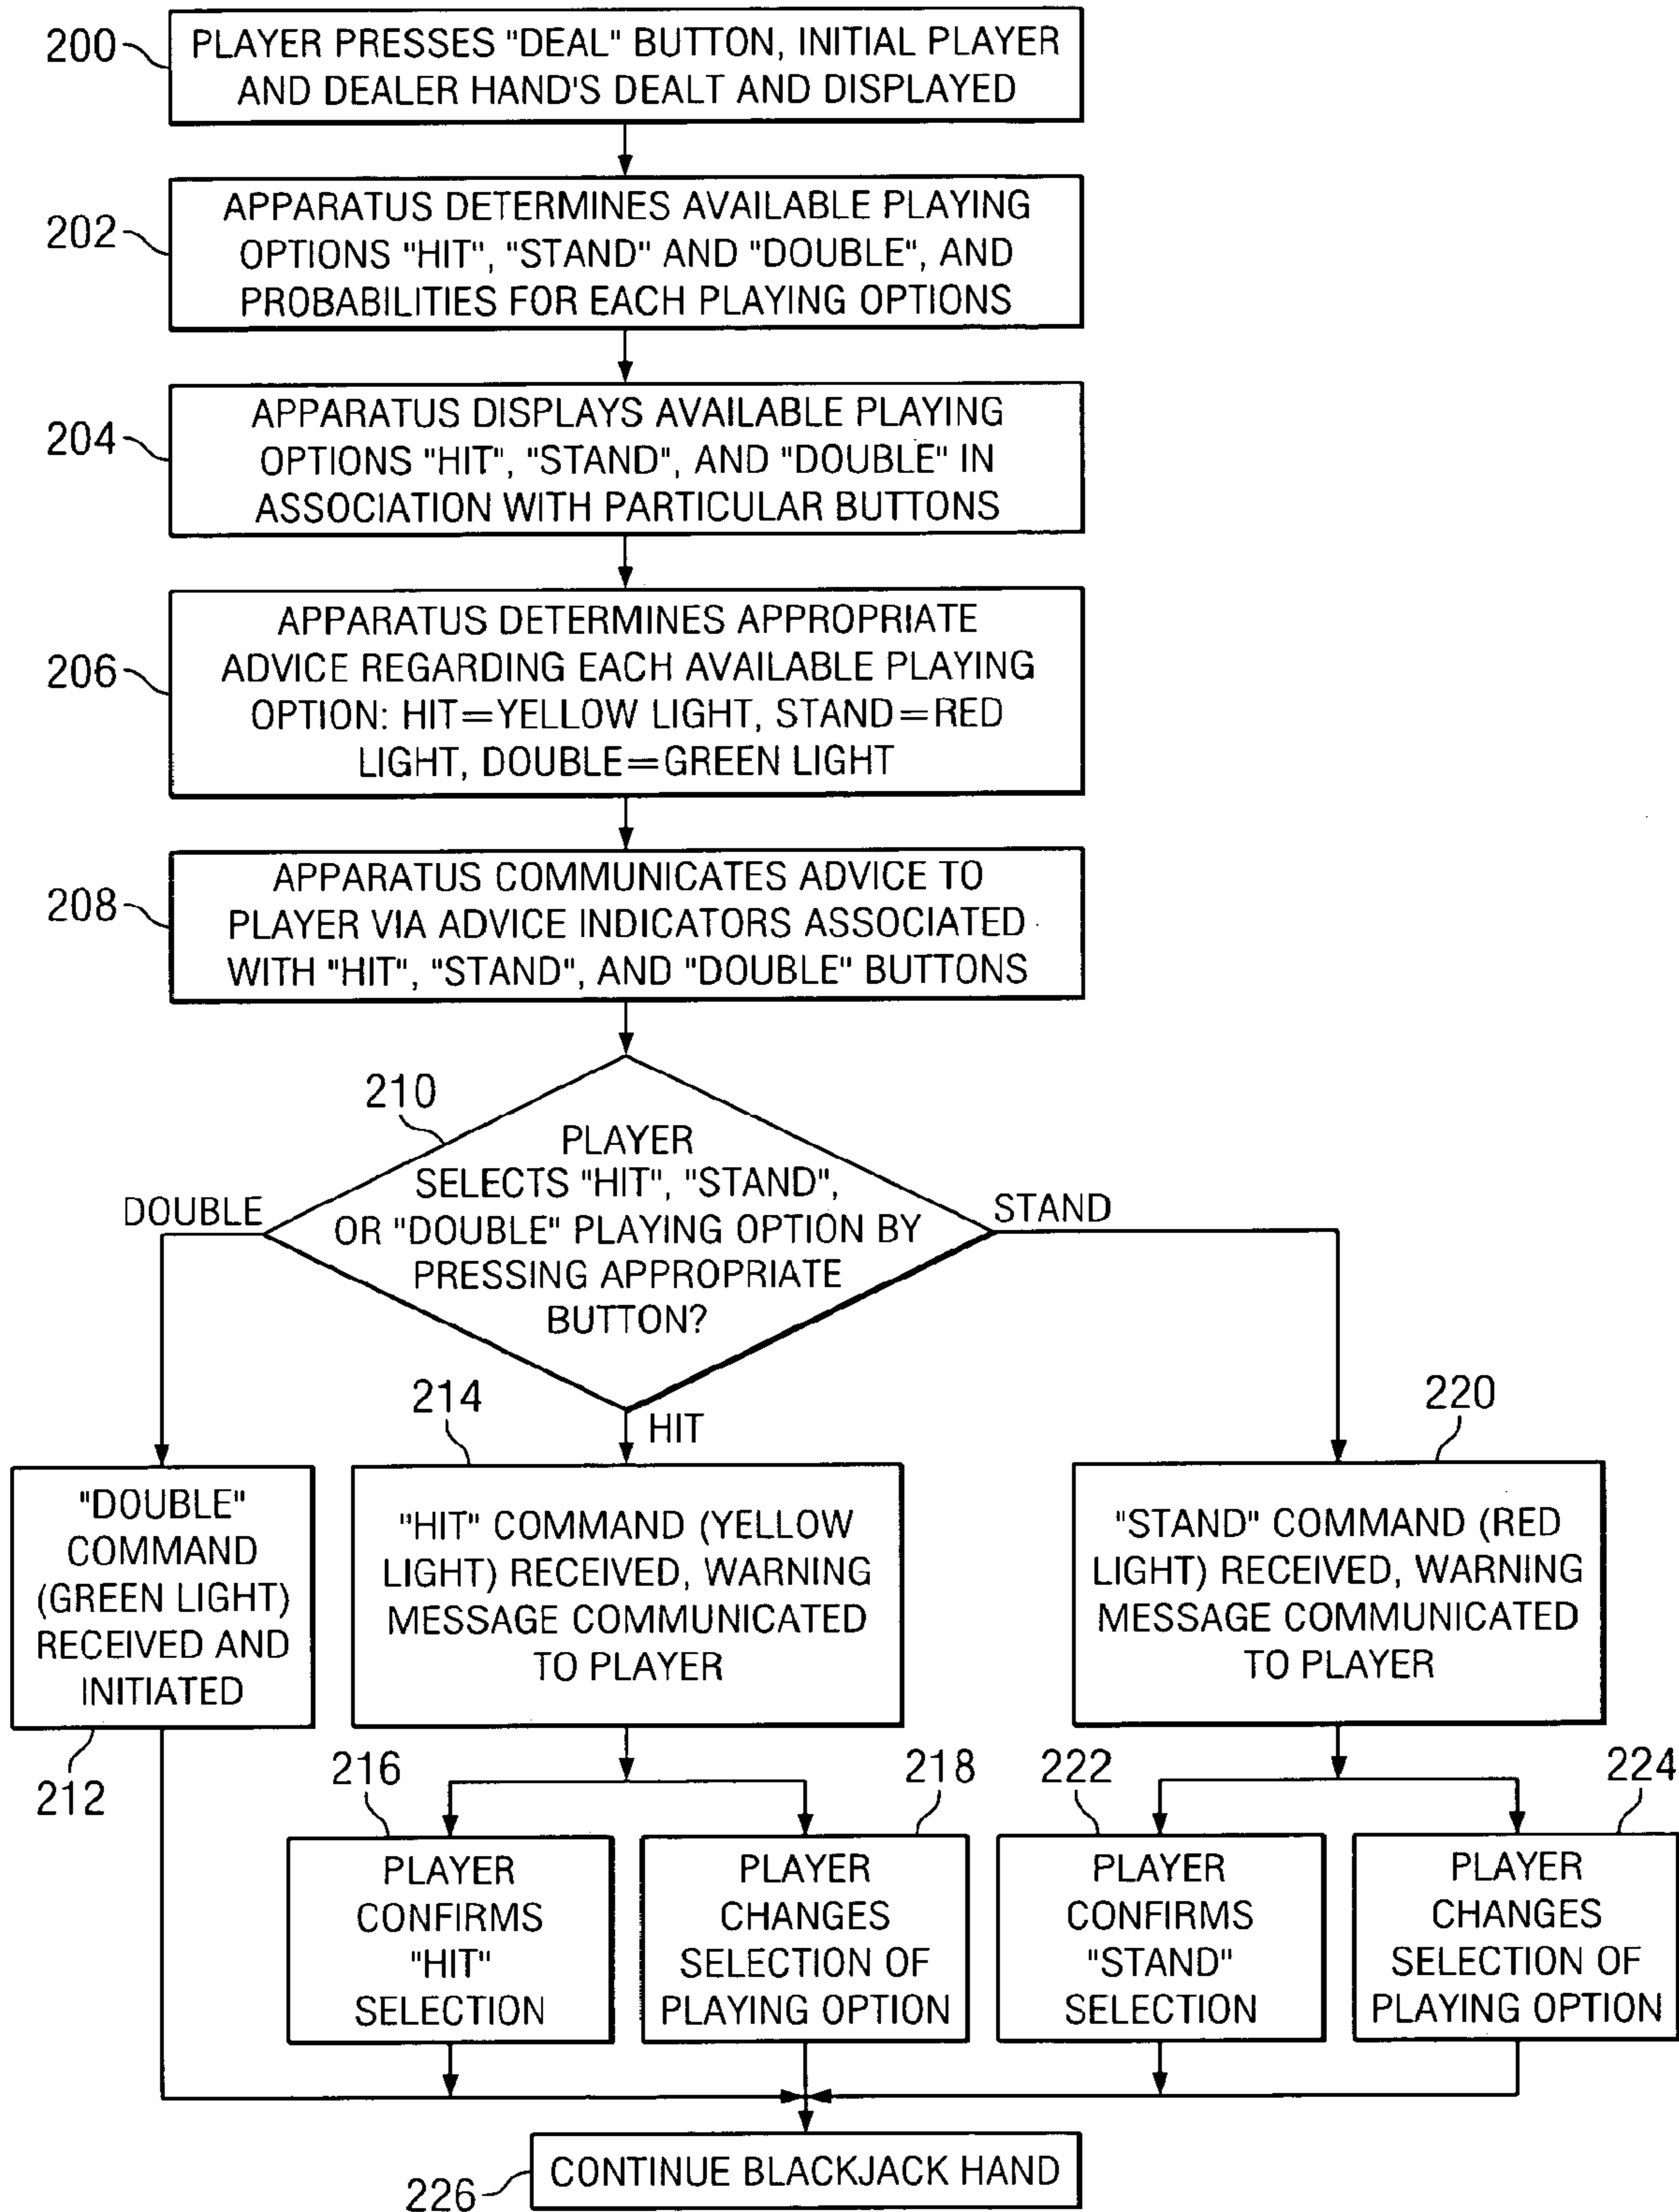 200
PLAYER PRESSES "DEAL" BUTTON, INITIAL PLAYER
AND DEALER HAND'S DEALT AND DISPLAYED
202
APPARATUS DETERMINES AVAILABLE PLAYING
OPTIONS "HIT", "STAND" AND "DOUBLE", AND
PROBABILITIES FOR EACH PLAYING OPTIONS
204
APPARATUS DISPLAYS AVAILABLE PLAYING
OPTIONS "HIT", "STAND", AND "DOUBLE" IN
ASSOCIATION WITH PARTICULAR BUTTONS
206
APPARATUS DETERMINES APPROPRIATE
ADVICE REGARDING EACH AVAILABLE PLAYING
OPTION: HIT=YELLOW LIGHT, STAND=RED
LIGHT, DOUBLE=GREEN LIGHT
208
APPARATUS COMMUNICATES ADVICE TO
PLAYER VIA ADVICE INDICATORS ASSOCIATED
WITH "HIT", "STAND", AND "DOUBLE" BUTTONS
210
PLAYER
SELECTS "HIT", "STAND",
OR "DOUBLE" PLAYING OPTION BY
PRESSING APPROPRIATE
BUTTON?
DOUBLE
STAND
HIT
"DOUBLE"
COMMAND
(GREEN LIGHT)
RECEIVED AND
INITIATED
212
214
"HIT" COMMAND (YELLOW
LIGHT) RECEIVED, WARNING
MESSAGE COMMUNICATED
TO PLAYER
220
"STAND" COMMAND (RED
LIGHT) RECEIVED, WARNING
MESSAGE COMMUNICATED
TO PLAYER
216
PLAYER
CONFIRMS
"HIT"
SELECTION
218
PLAYER
CHANGES
SELECTION OF
PLAYING OPTION
222
PLAYER
CONFIRMS
"STAND"
SELECTION
224
PLAYER
CHANGES
SELECTION OF
PLAYING OPTION
226
CONTINUE BLACKJACK HAND